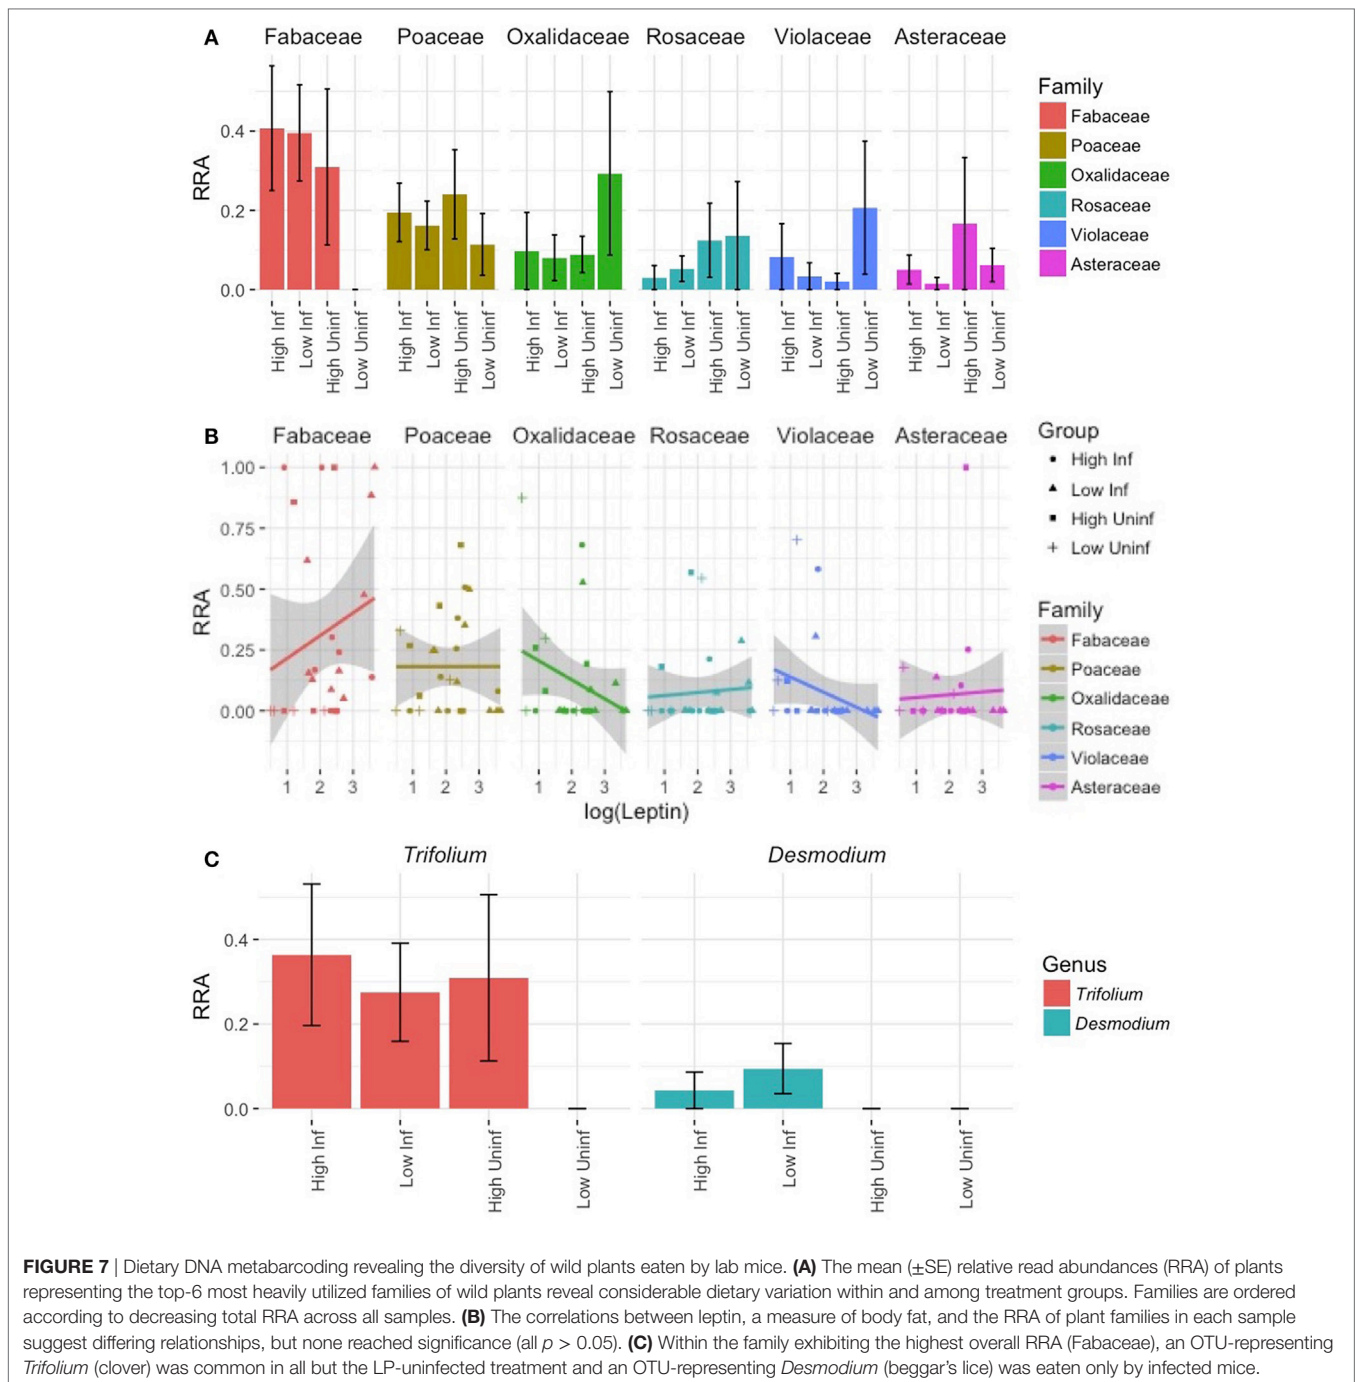 A
Fabaceae Poaceae Oxalidaceae Rosaceae Violaceae Asteraceae
RRA
0.4
0.2
0.0
High Inf Low Inf High Uninf Low Uninf High Inf Low Inf High Uninf Low Uninf High Inf Low Inf High Uninf Low Uninf High Inf Low Inf High Uninf Low Uninf High Inf Low Inf High Uninf Low Uninf High Inf Low Inf High Uninf Low Uninf
Family
Fabaceae
Poaceae
Oxalidaceae
Rosaceae
Violaceae
Asteraceae
B
Fabaceae Poaceae Oxalidaceae Rosaceae Violaceae Asteraceae
RRA
1.00
0.75
0.50
0.25
0.00
1 2 3 1 2 3 1 2 3 1 2 3 1 2 3 1 2 3
log(Leptin)
Group
High Inf
Low Inf
High Uninf
Low Uninf
Family
Fabaceae
Poaceae
Oxalidaceae
Rosaceae
Violaceae
Asteraceae
C
Trifolium Desmodium
RRA
0.4
0.2
0.0
High Inf Low Inf High Uninf Low Uninf High Inf Low Inf High Uninf Low Uninf
Genus
Trifolium
Desmodium
FIGURE 7 | Dietary DNA metabarcoding revealing the diversity of wild plants eaten by lab mice. (A) The mean (±SE) relative read abundances (RRA) of plants
representing the top-6 most heavily utilized families of wild plants reveal considerable dietary variation within and among treatment groups. Families are ordered
according to decreasing total RRA across all samples. (B) The correlations between leptin, a measure of body fat, and the RRA of plant families in each sample
suggest differing relationships, but none reached significance (all p > 0.05). (C) Within the family exhibiting the highest overall RRA (Fabaceae), an OTU-representing
Trifolium (clover) was common in all but the LP-uninfected treatment and an OTU-representing Desmodium (beggar's lice) was eaten only by infected mice.